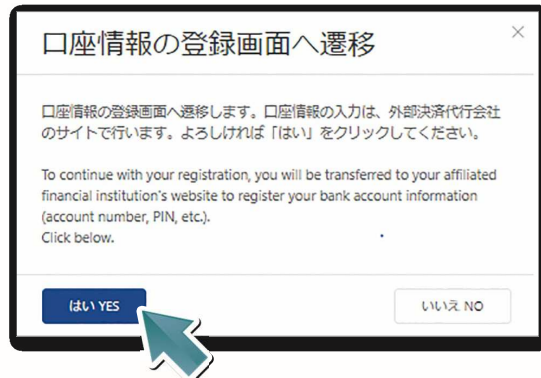 口座情報の登録画面へ遷移
口座情報の登録画面へ遷移します。口座情報の入力は、外部決済代行会社
のサイトで行います。よろしければ「はい」をクリックしてください。
To continue with your registration, you will be transferred to your affiliated
financial institution's website to register your bank account information
(account number, PIN, etc.).
Click below.
はい YES
いいえ NO